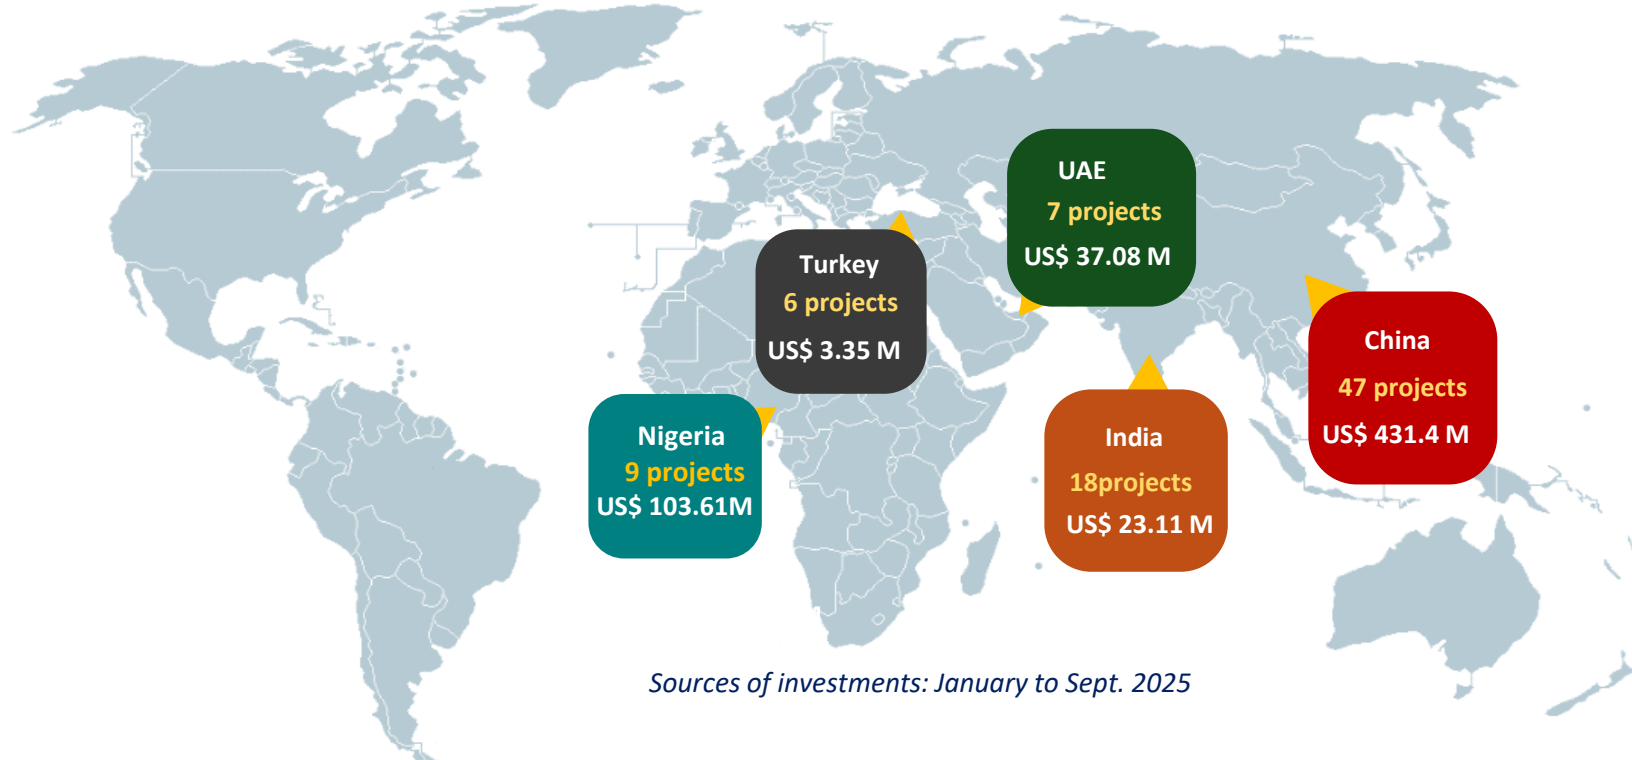 UAE
7 projects
US$ 37.08 M
Turkey
6 projects
US$ 3.35 M
China
47 projects
US$ 431.4 M
Nigeria
9 projects
US$ 103.61M
India
18projects
US$ 23.11 M
Sources of investments: January to Sept. 2025